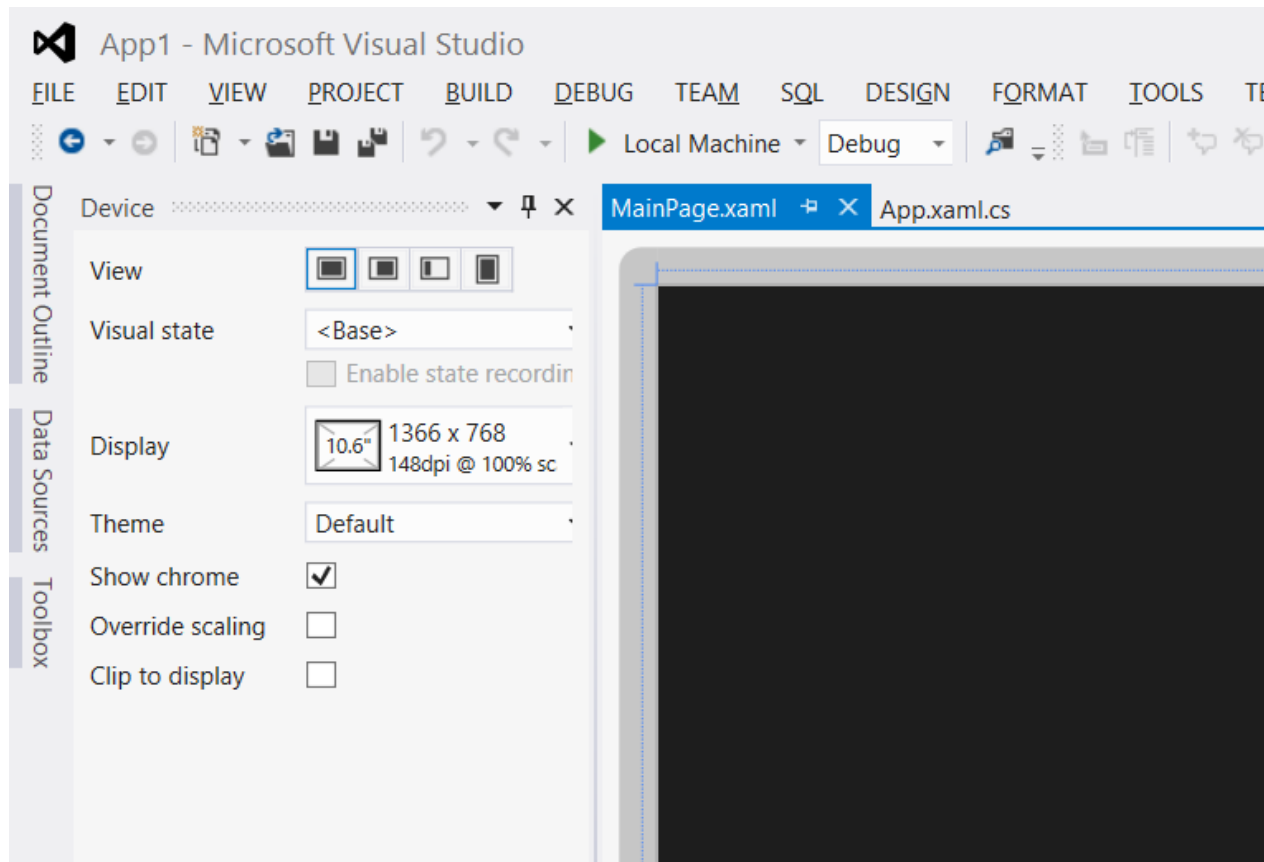 App1 - Microsoft Visual Studio
FILE EDIT VIEW PROJECT BUILD DEBUG TEAM SQL DESIGN FORMAT TOOLS
Local Machine Debug
Document Outline
Data Sources
Toolbox
Device
View
Visual state <Base>
Enable state recordin
Display 10.6" 1366 x 768
148dpi @ 100% sc
Theme Default
Show chrome
Override scaling
Clip to display
MainPage.xaml App.xaml.cs